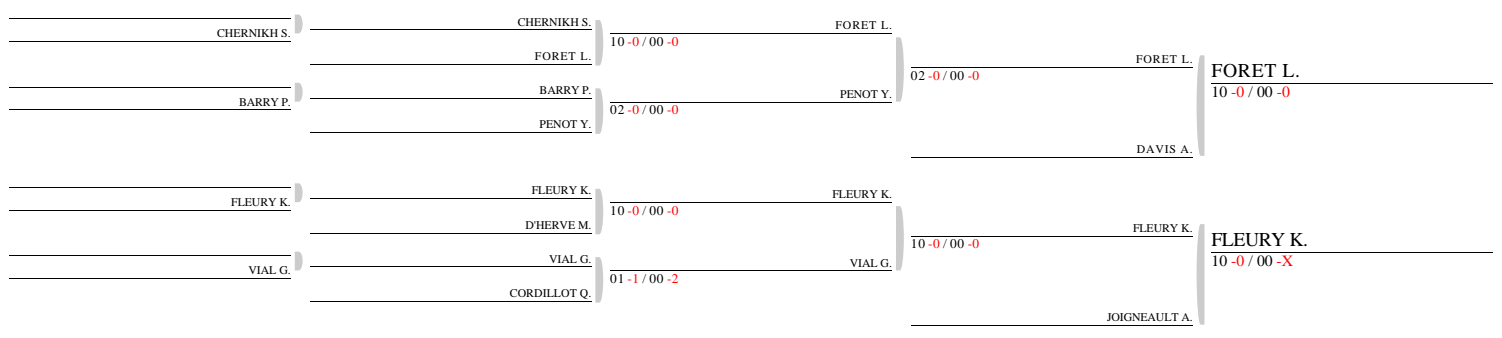 CHERNIKH S.
BARRY P.
FLEURY K.
VIAL G.
CHERNIKH S.
FORET L.
BARRY P.
PENOT Y.
FLEURY K.
D'HERVE M.
VIAL G.
CORDILLOT Q.
FORET L.
10 -0 / 00 -0
PENOT Y.
02 -0 / 00 -0
FLEURY K.
10 -0 / 00 -0
VIAL G.
01 -1 / 00 -2
FORET L.
02 -0 / 00 -0
DAVIS A.
FLEURY K.
10 -0 / 00 -0
JOIGNEAULT A.
FORET L.
10 -0 / 00 -0
FLEURY K.
10 -0 / 00 -X